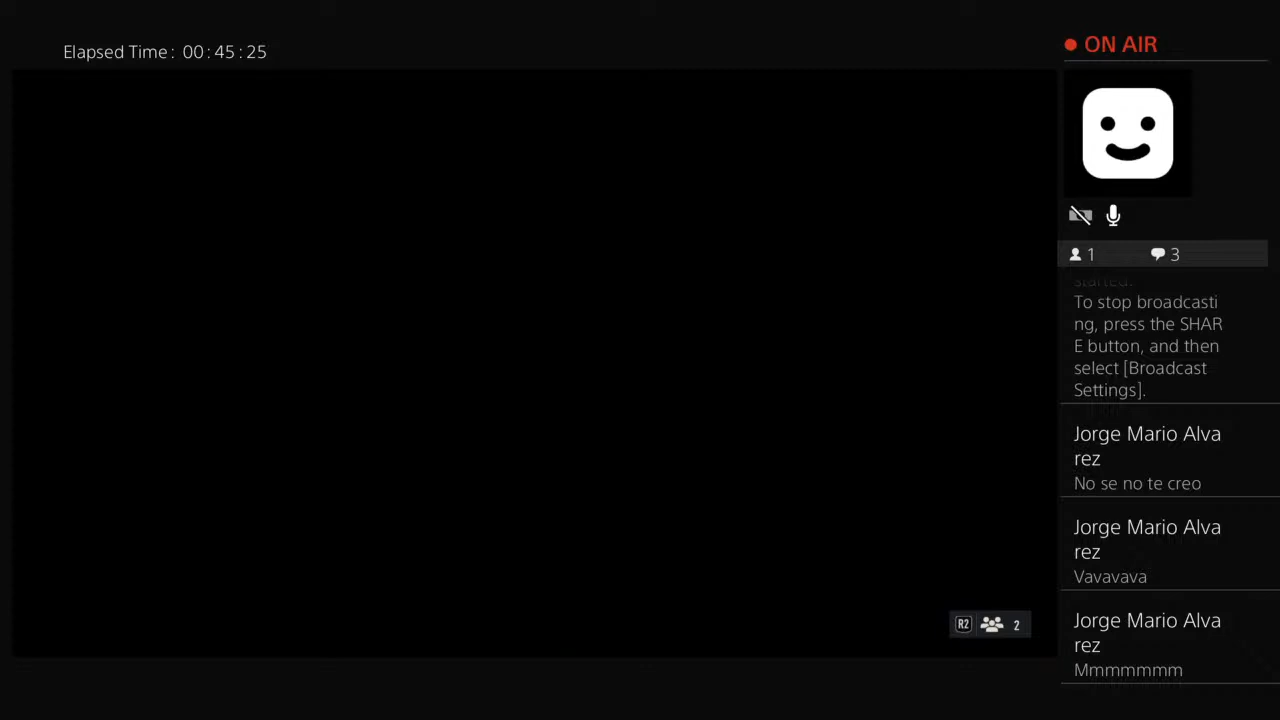 Elapsed Time: 00:45:25
ON AIR
1 3
started.
To stop broadcasti
ng, press the SHAR
E button, and then
select [Broadcast
Settings].
Jorge Mario Alva
rez
No se no te creo
Jorge Mario Alva
rez
Vavavava
Jorge Mario Alva
rez
Mmmmmmm
R2 2